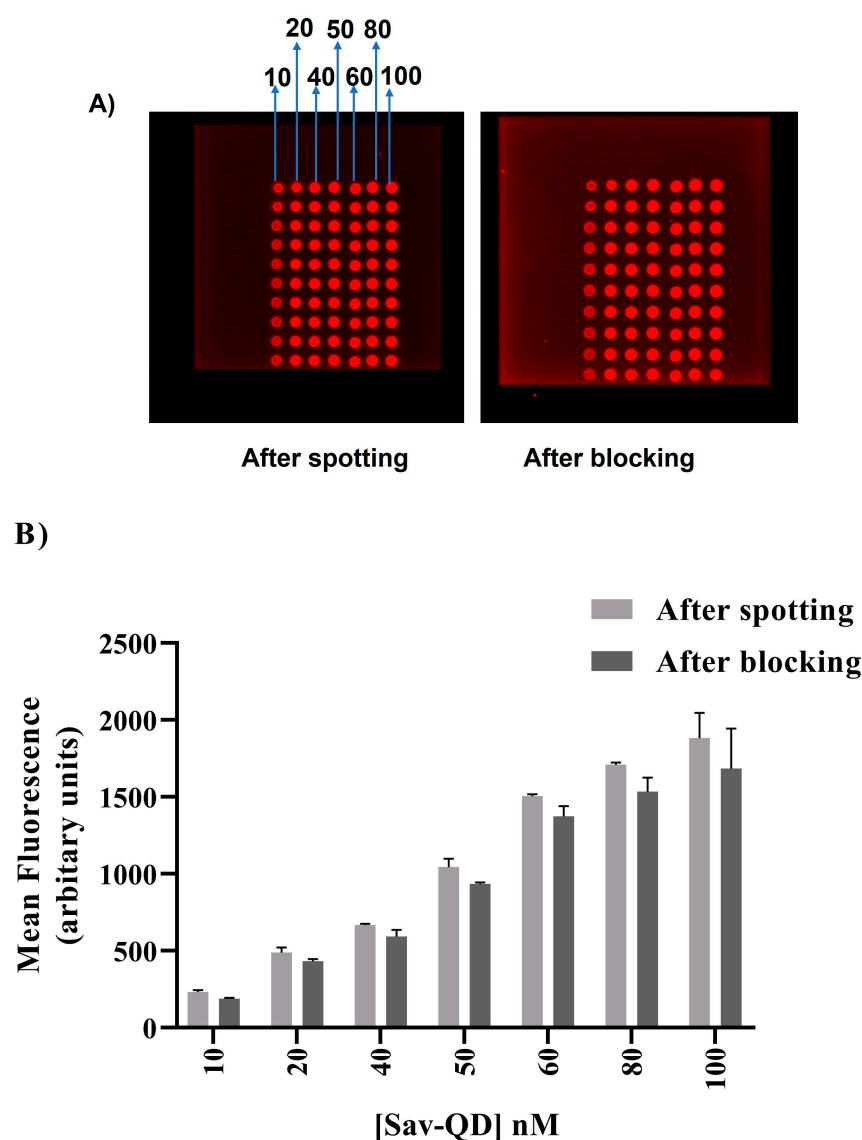 20 50 80
10 40 60 100
A)
After spotting After blocking
B)
After spotting
After blocking
2500
2000
1500
1000
500
0
Mean Fluorescence
(arbitary units)
10 20 40 50 60 80 100
[Sav-QD] nM